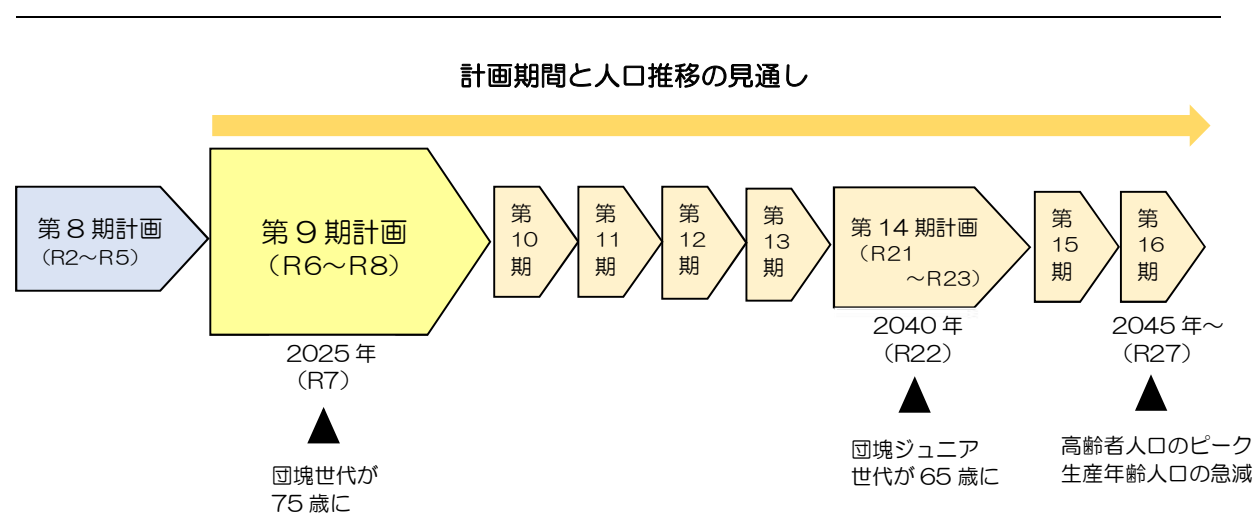 計画期間と人口推移の見通し
第８期計画
（R2～R5）
第９期計画
（R6～R8）
第
10
期
第
11
期
第
12
期
第
13
期
第 14 期計画
（R21
～R23）
第
15
期
第
16
期
2025 年
（R7）
2040 年
（R22）
2045 年～
（R27）
団塊世代が
75 歳に
団塊ジュニア
世代が 65 歳に
高齢者人口のピーク
生産年齢人口の急減